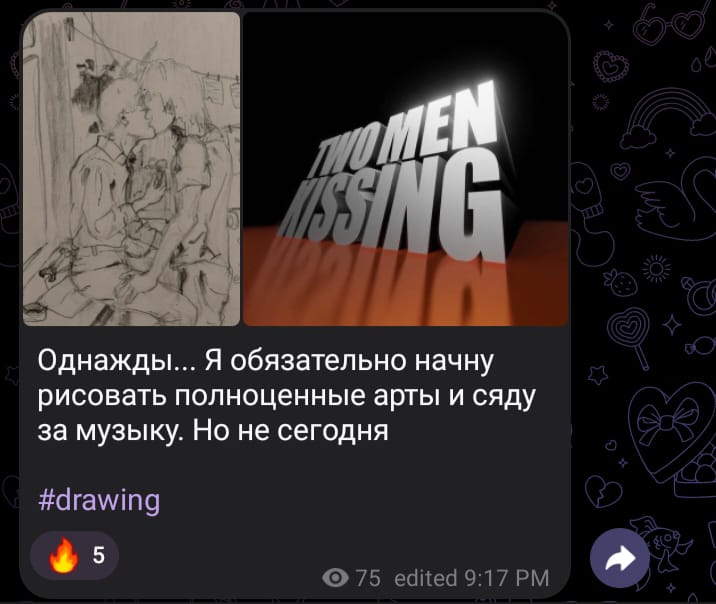 TWO MEN
KISSING
Однажды... Я обязательно начну
рисовать полноценные арты и сяду
за музыку. Но не сегодня
#drawing
🔥 5
75 edited 9:17 PM